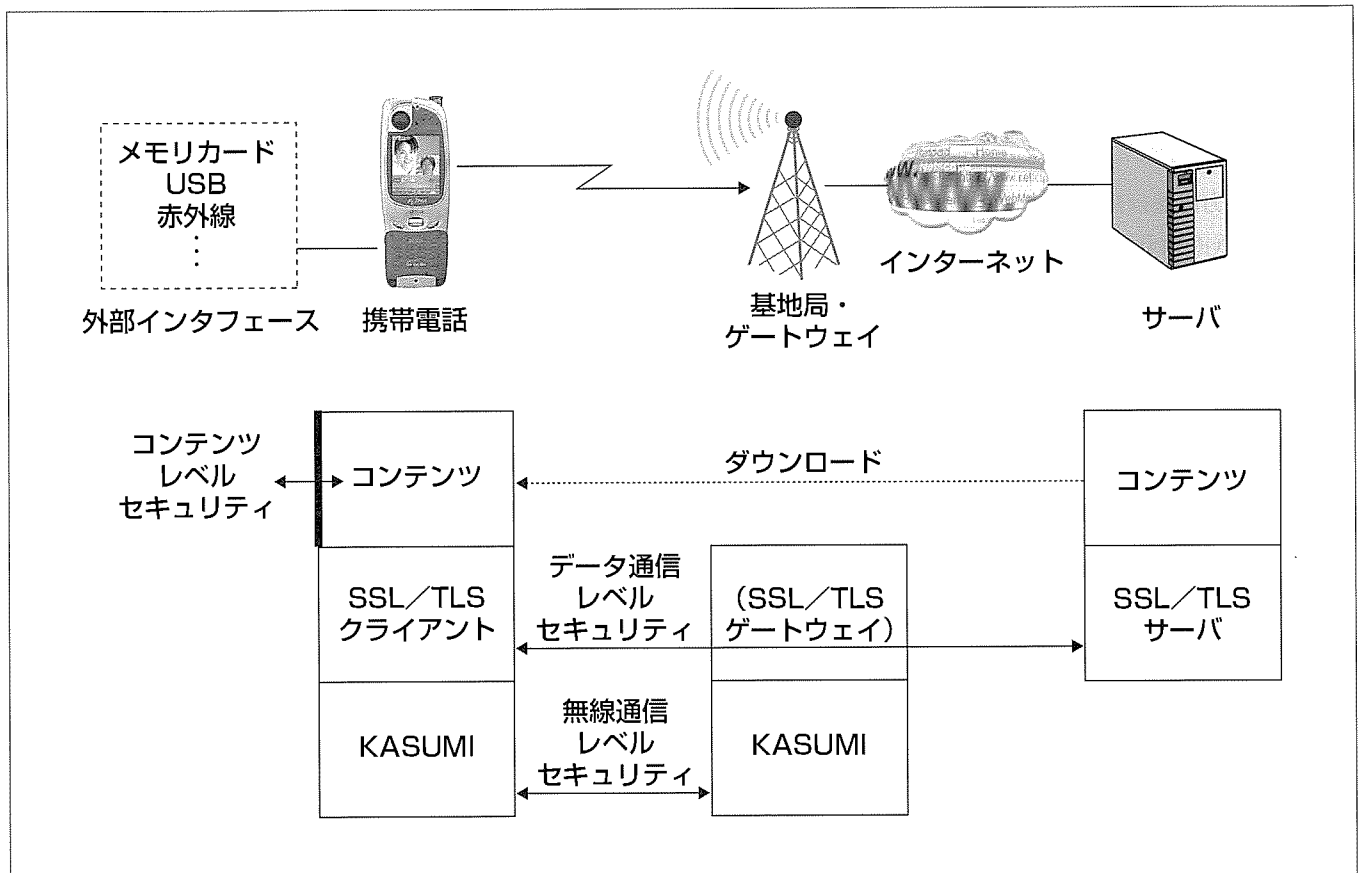 メモリカード
USB
赤外線
⋮
外部インタフェース
携帯電話
基地局・
ゲートウェイ
インターネット
サーバ
コンテンツ
レベル
セキュリティ
コンテンツ
ダウンロード
コンテンツ
SSL/TLS
クライアント
データ通信
レベル
セキュリティ
(SSL/TLS
ゲートウェイ)
SSL/TLS
サーバ
KASUMI
無線通信
レベル
セキュリティ
KASUMI